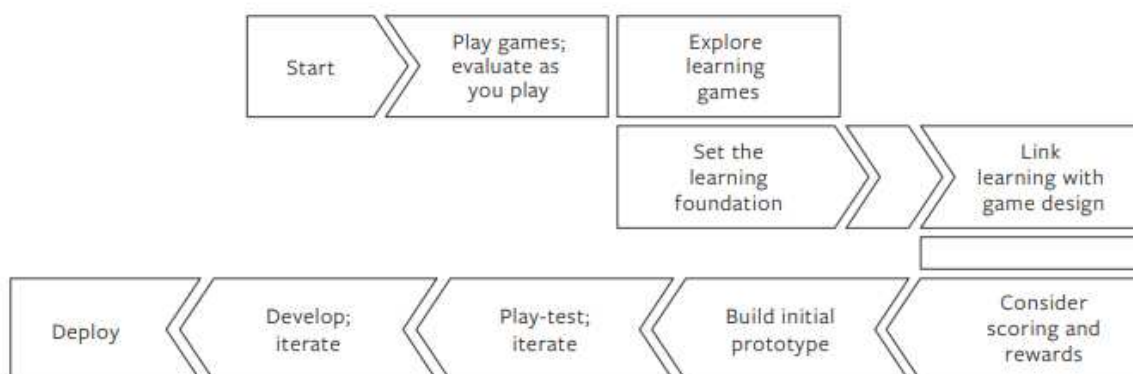 Start
Play games;
evaluate as
you play
Explore
learning
games
Set the
learning
foundation
Link
learning with
game design
Consider
scoring and
rewards
Build initial
prototype
Play-test;
iterate
Develop;
iterate
Deploy